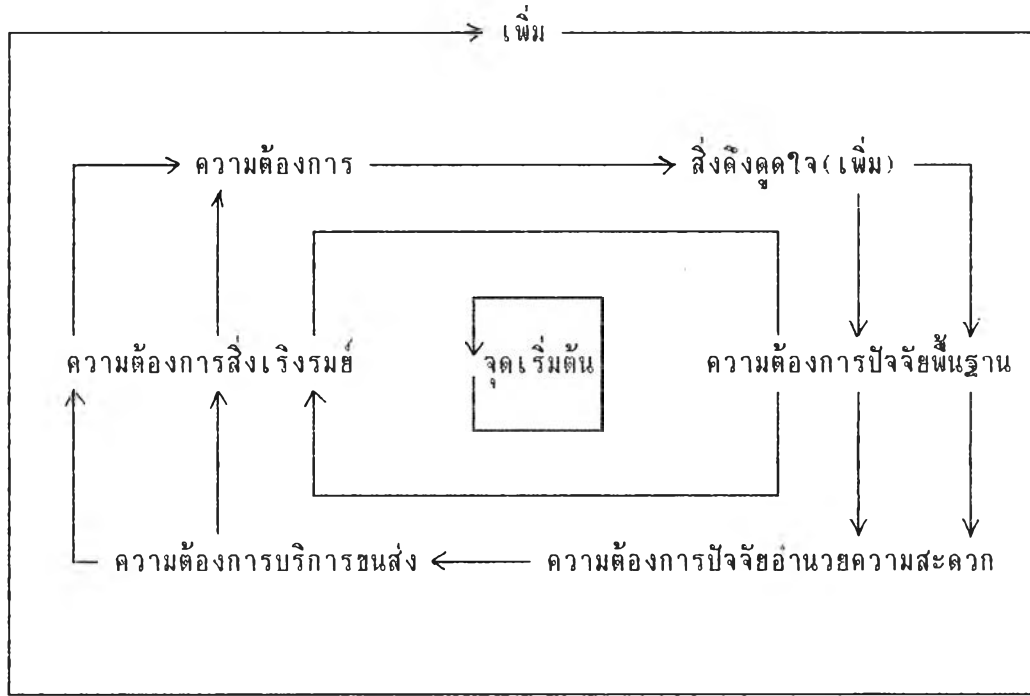 เพิ่ม
ความต้องการ สิ่งดึงดูดใจ(เพิ่ม)
ความต้องการสิ่งเริงรมย์ จุดเริ่มต้น ความต้องการปัจจัยพื้นฐาน
ความต้องการบริการขนส่ง ความต้องการปัจจัยอำนวยความสะดวก